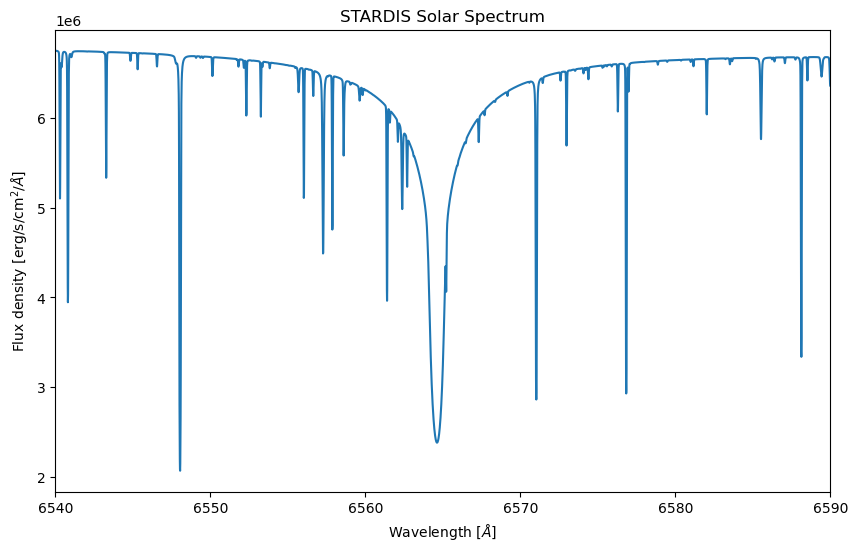 STARDIS Solar Spectrum
1e6
6
5
4
3
2
Flux density [erg/s/cm²/Å]
6540 6550 6560 6570 6580 6590
Wavelength [Å]